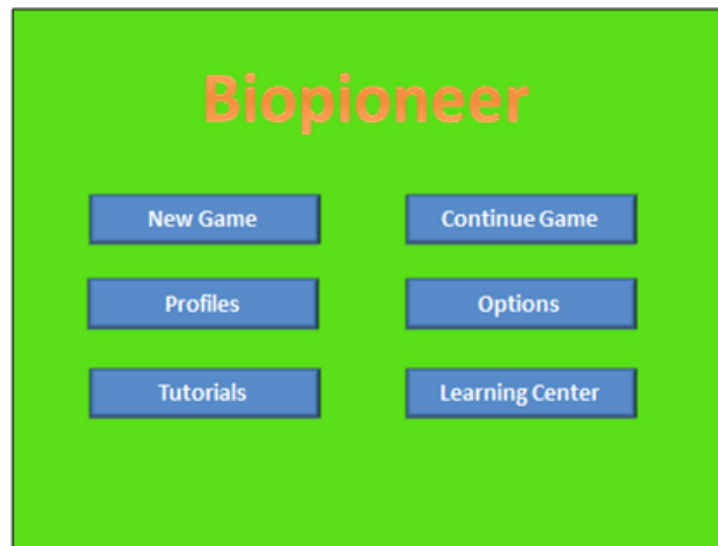 Biopioneer
New Game
Continue Game
Profiles
Options
Tutorials
Learning Center